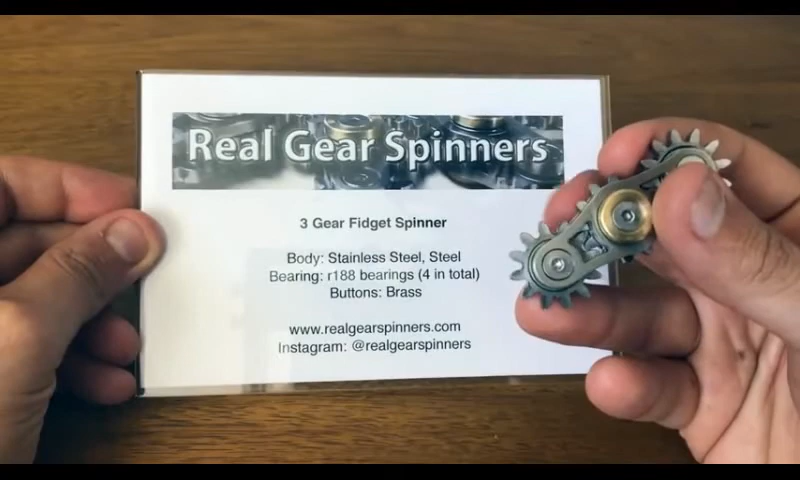 Real Gear Spinners
3 Gear Fidget Spinner
Body: Stainless Steel, Steel
Bearing: r188 bearings (4 in total)
Buttons: Brass
www.realgearspinners.com
Instagram: @realgearspinners